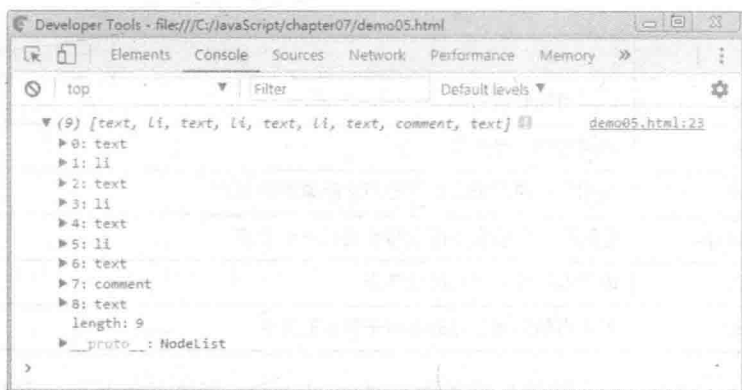 Developer Tools - file:///C:/JavaScript/chapter07/demo05.html
Elements Console Sources Network Performance Memory »
top ▼ Filter Default levels ▼
▼ (9) [text, li, text, li, text, li, text, comment, text] demo05.html:23
▶ 0: text
▶ 1: li
▶ 2: text
▶ 3: li
▶ 4: text
▶ 5: li
▶ 6: text
▶ 7: comment
▶ 8: text
length: 9
▶ __proto__: NodeList
>